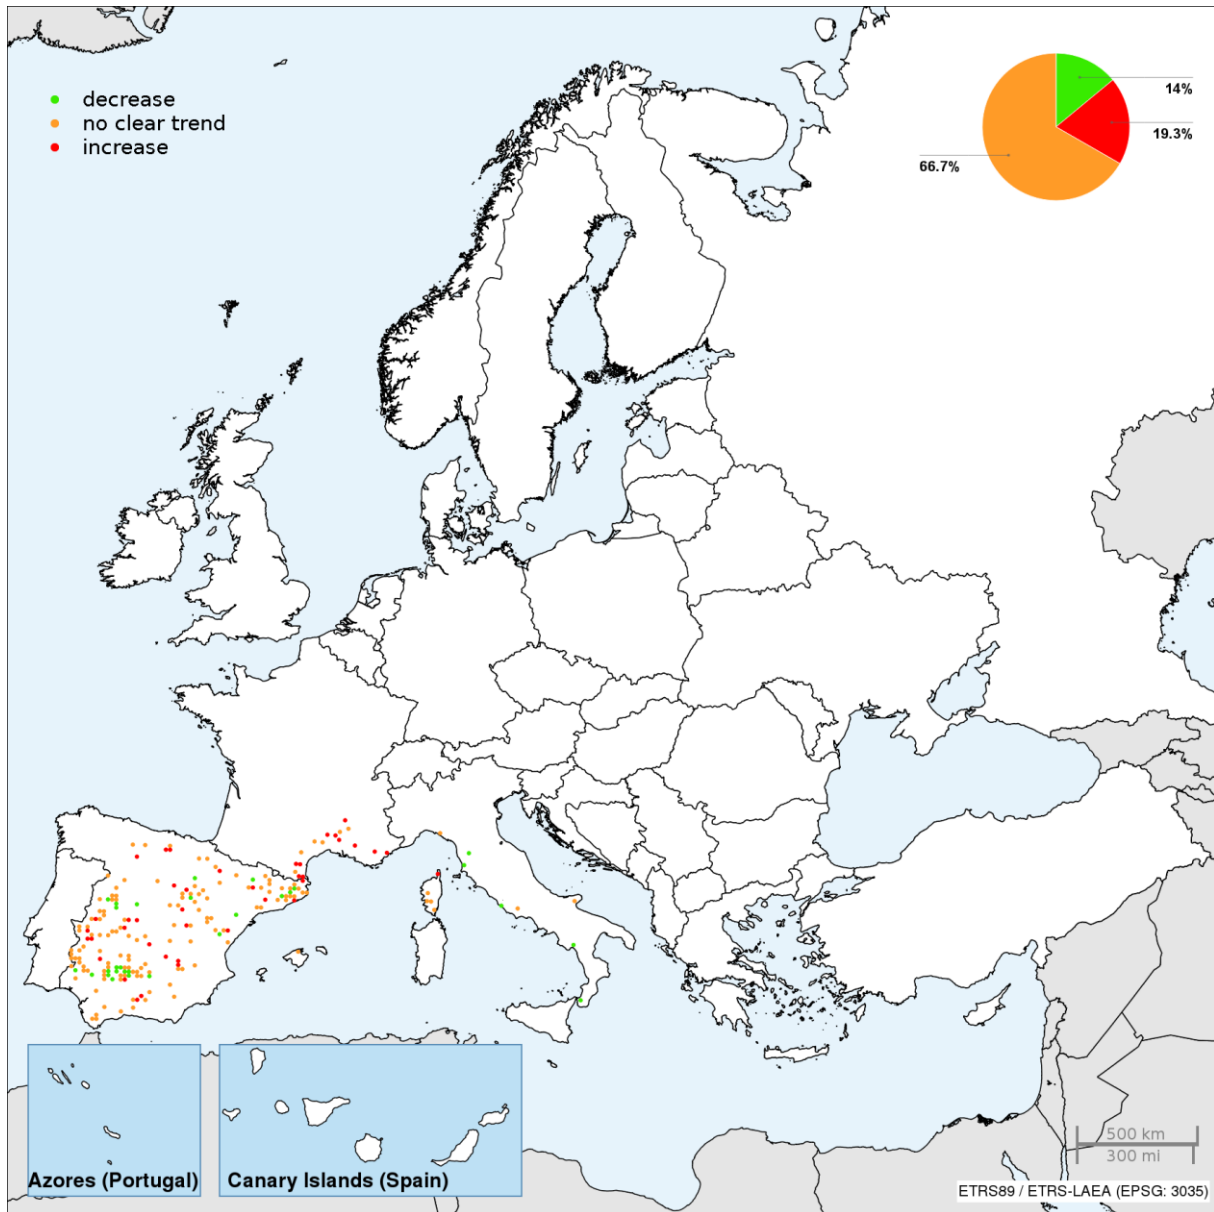 decrease
no clear trend
increase
14%
19.3%
66.7%
Azores (Portugal)
Canary Islands (Spain)
500 km
300 mi
ETRS89 / ETRS-LAEA (EPSG: 3035)